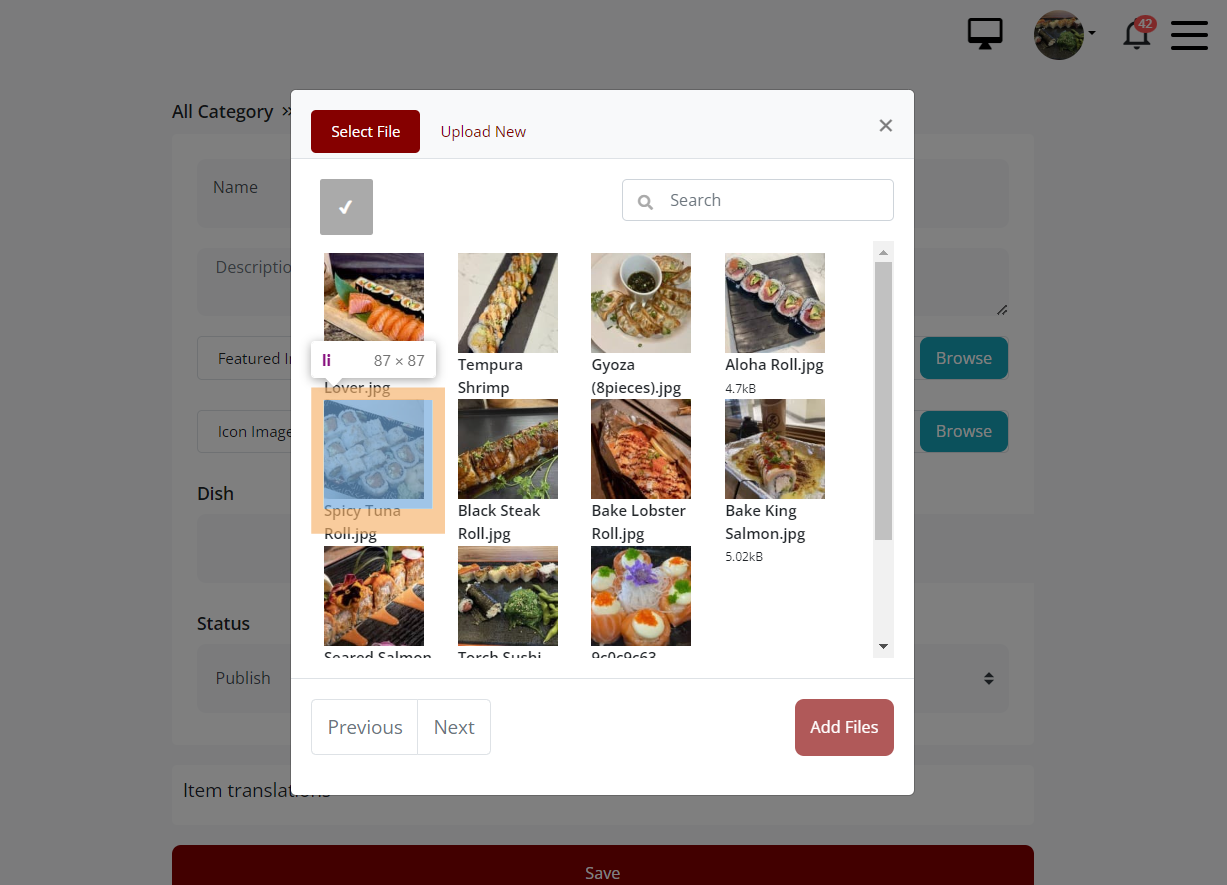 42
All Category »
Select File
Upload New
×
Name
Search
Description
Tempura
Shrimp
Gyoza
(8pieces).jpg
Aloha Roll.jpg
4.7kB
li 87 × 87
Lover.jpg
Featured
Browse
Icon Image
Browse
Dish
Spicy Tuna
Roll.jpg
Black Steak
Roll.jpg
Bake Lobster
Roll.jpg
Bake King
Salmon.jpg
5.02kB
Status
Seared Salmon
Torch Sushi
9c0c9c63
Publish
Previous
Next
Add Files
Item translations
Save